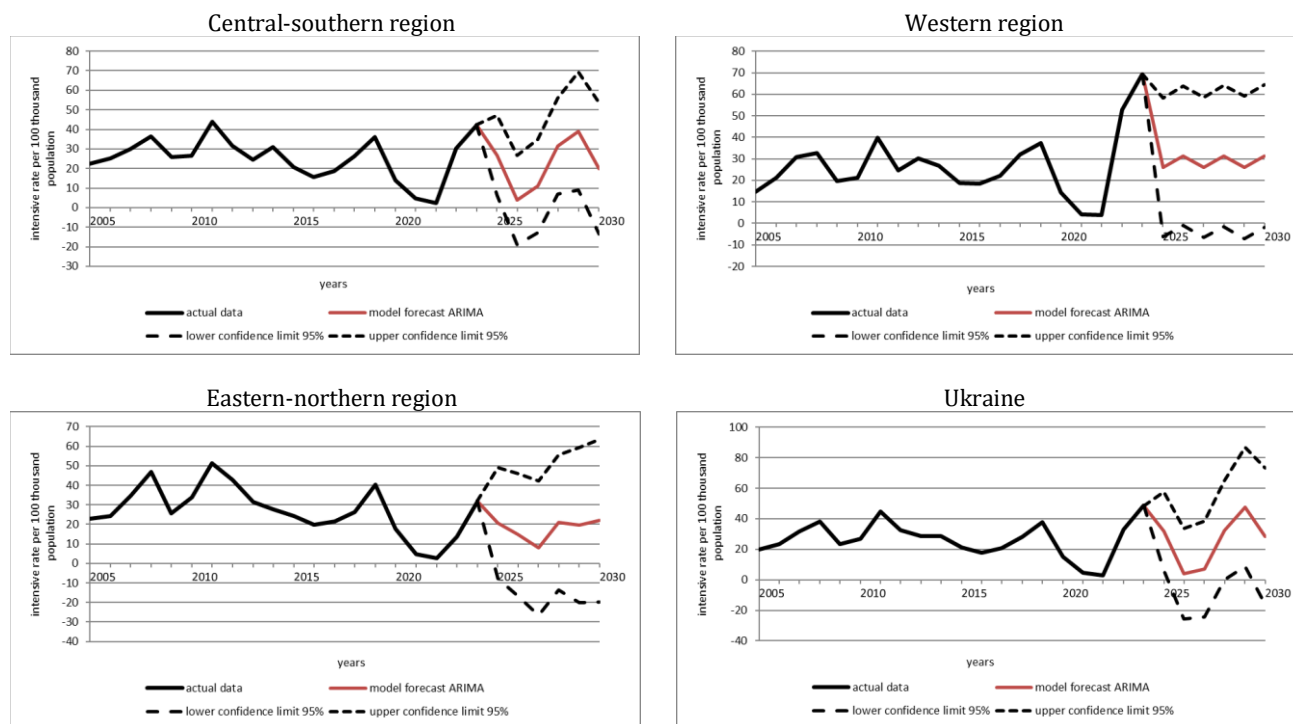 Central-southern region
intensive rate per 100 thousand
population
80
70
60
50
40
30
20
10
0
-10
-20
-30
2005
2010
2015
2020
2025
2030
years
actual data
model forecast ARIMA
lower confidence limit 95%
upper confidence limit 95%
Western region
intensive rate per 100 thousand
population
80
70
60
50
40
30
20
10
0
-10
-20
2005
2010
2015
2020
2025
2030
years
actual data
model forecast ARIMA
lower confidence limit 95%
upper confidence limit 95%
Eastern-northern region
intensive rate per 100 thousand
population
70
60
50
40
30
20
10
0
-10
-20
-30
-40
2005
2010
2015
2020
2025
2030
years
actual data
model forecast ARIMA
lower confidence limit 95%
upper confidence limit 95%
Ukraine
intensive rate per 100 thousand
population
100
80
60
40
20
0
-20
-40
2005
2010
2015
2020
2025
2030
years
actual data
model forecast ARIMA
lower confidence limit 95%
upper confidence limit 95%